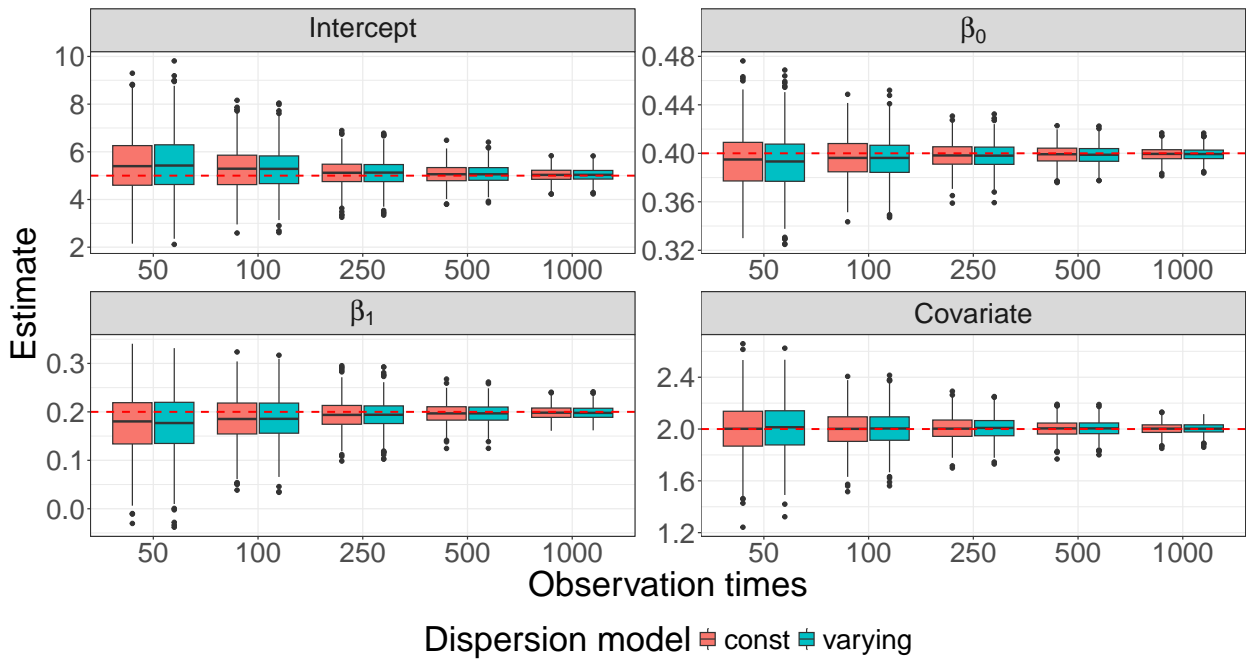 Intercept
β₀
10
8
6
4
2
0.48
0.44
0.40
0.36
0.32
50 100 250 500 1000
50 100 250 500 1000
Estimate
β₁
Covariate
0.3
0.2
0.1
0.0
2.4
2.0
1.6
1.2
50 100 250 500 1000
50 100 250 500 1000
Observation times
Dispersion model const varying